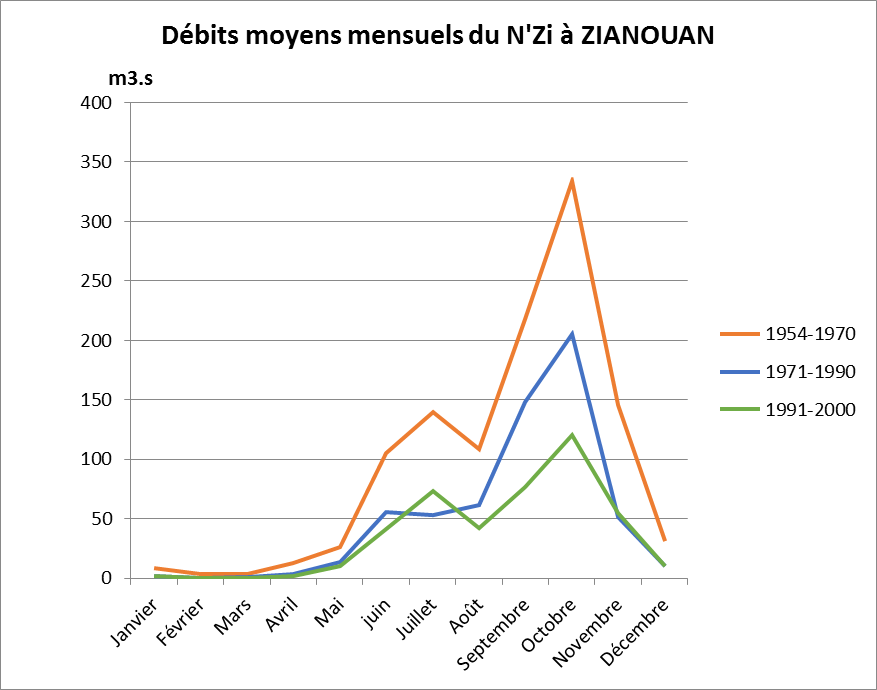 Débits moyens mensuels du N'Zi à ZIANOUAN
m3.s
400
350
300
250
200
150
100
50
0
Janvier
Février
Mars
Avril
Mai
juin
Juillet
Août
Septembre
Octobre
Novembre
Décembre
1954-1970
1971-1990
1991-2000